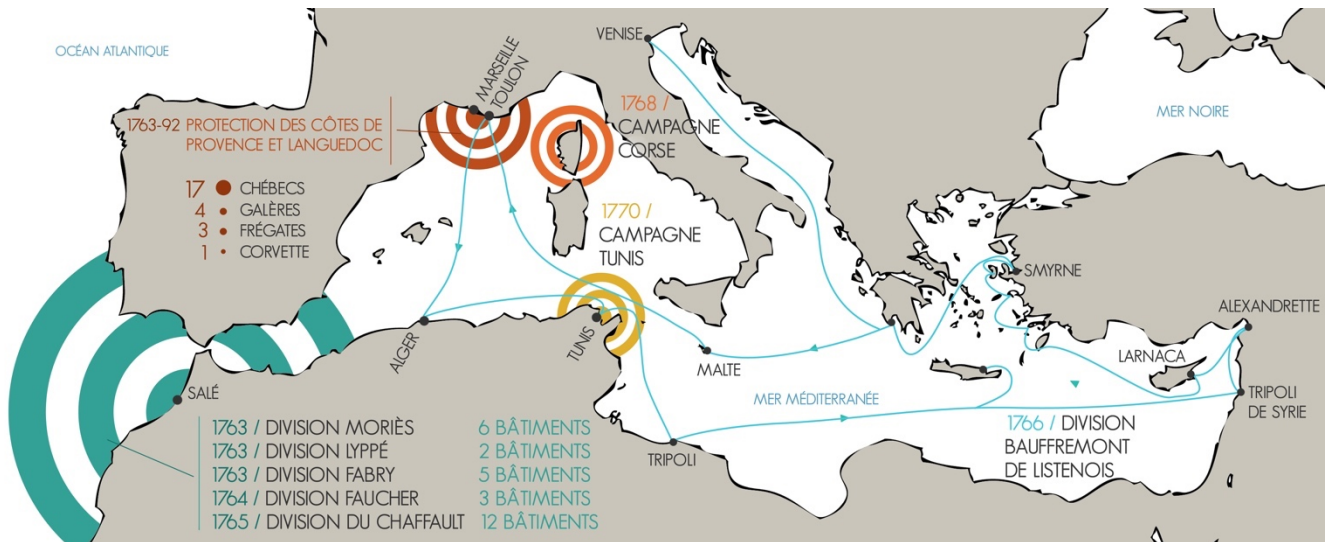 OCÉAN ATLANTIQUE
VENISE
MARSEILLE
TOULON
1763-92 PROTECTION DES CÔTES DE
PROVENCE ET LANGUEDOC
17 CHÉBECS
4 GALÈRES
3 FRÉGATES
1 CORVETTE
1768 /
CAMPAGNE
CORSE
MER NOIRE
1770 /
CAMPAGNE
TUNIS
SMYRNE
ALEXANDRETTE
LARNACA
TRIPOLI
DE SYRIE
ALGER
TUNIS
MALTE
SALÉ
MER MÉDITERRANÉE
TRIPOLI
1766 / DIVISION
BAUFFREMONT
DE LISTENOIS
1763 / DIVISION MORIÈS 6 BÂTIMENTS
1763 / DIVISION LYPPÉ 2 BÂTIMENTS
1763 / DIVISION FABRY 5 BÂTIMENTS
1764 / DIVISION FAUCHER 3 BÂTIMENTS
1765 / DIVISION DU CHAFFAULT 12 BÂTIMENTS